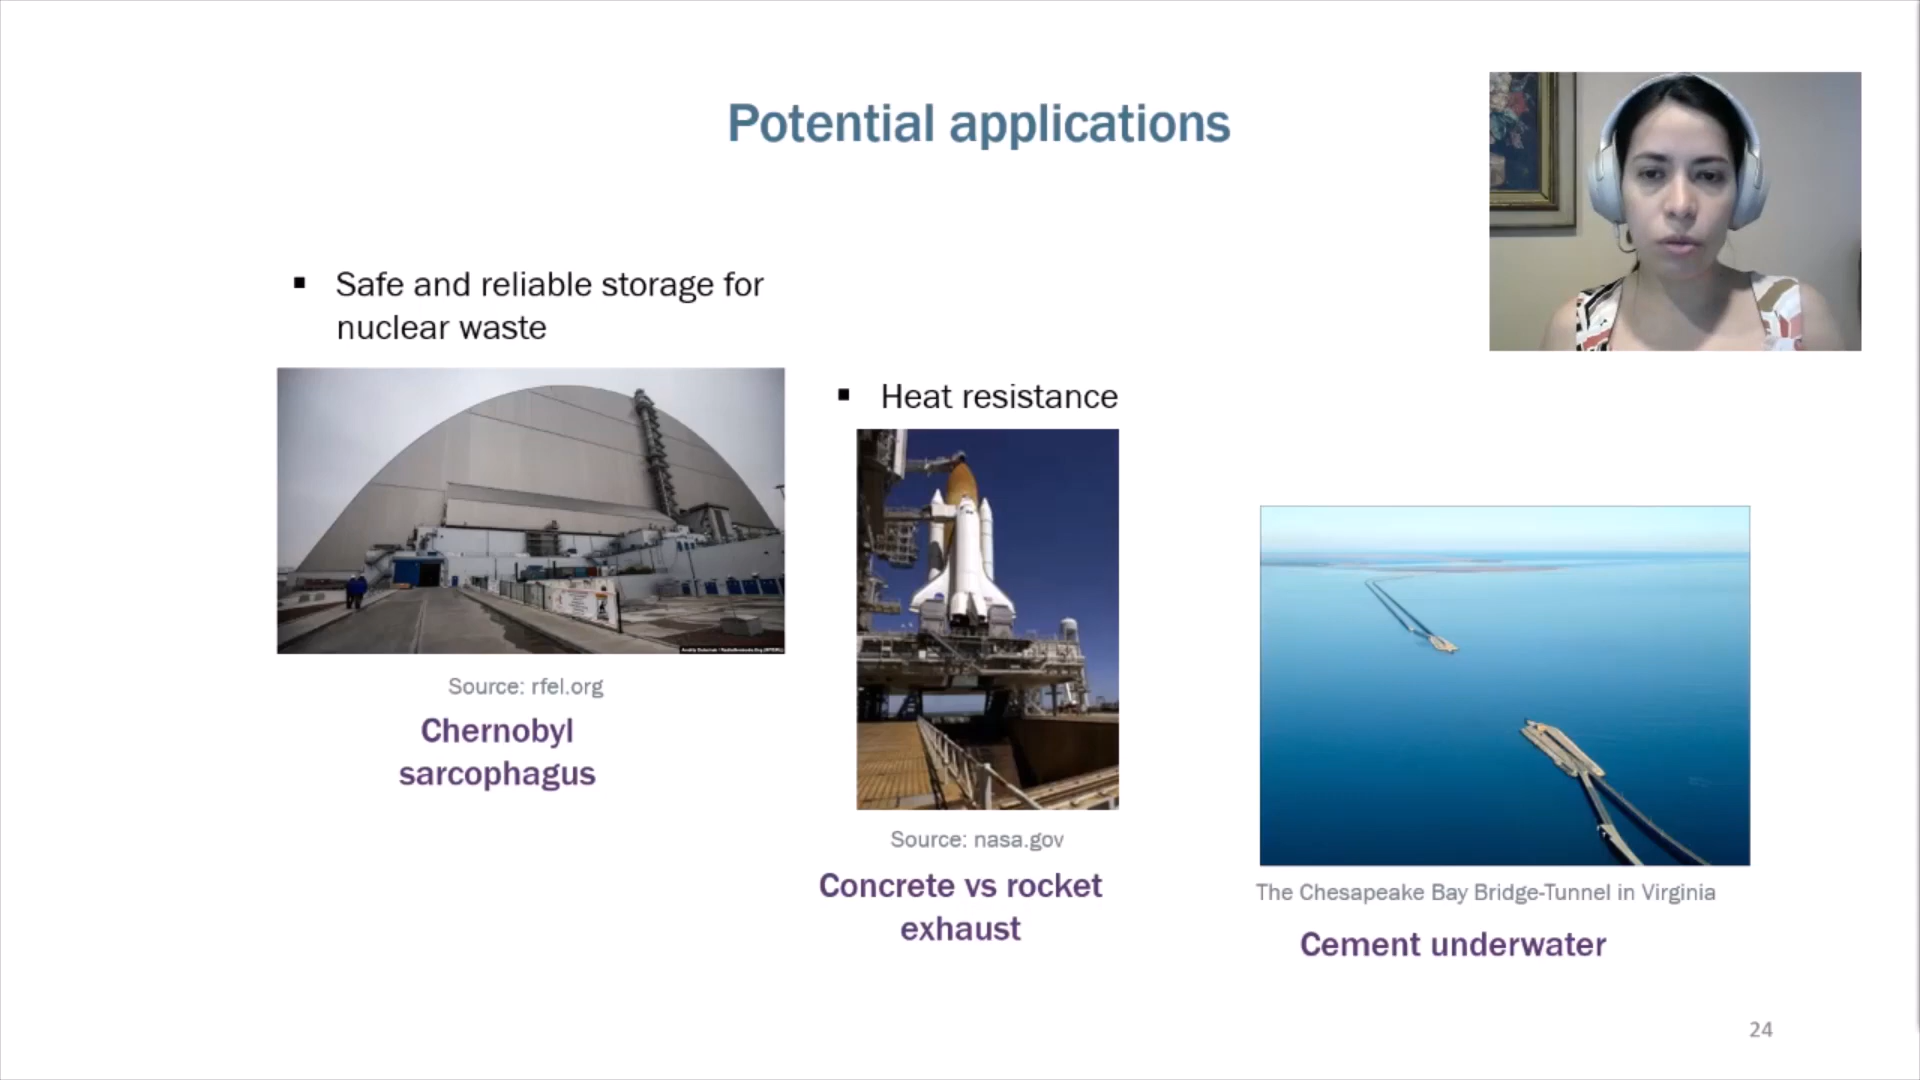 Potential applications
▪ Safe and reliable storage for
nuclear waste
Source: rfel.org
Chernobyl
sarcophagus
▪ Heat resistance
Source: nasa.gov
Concrete vs rocket
exhaust
The Chesapeake Bay Bridge-Tunnel in Virginia
Cement underwater
24